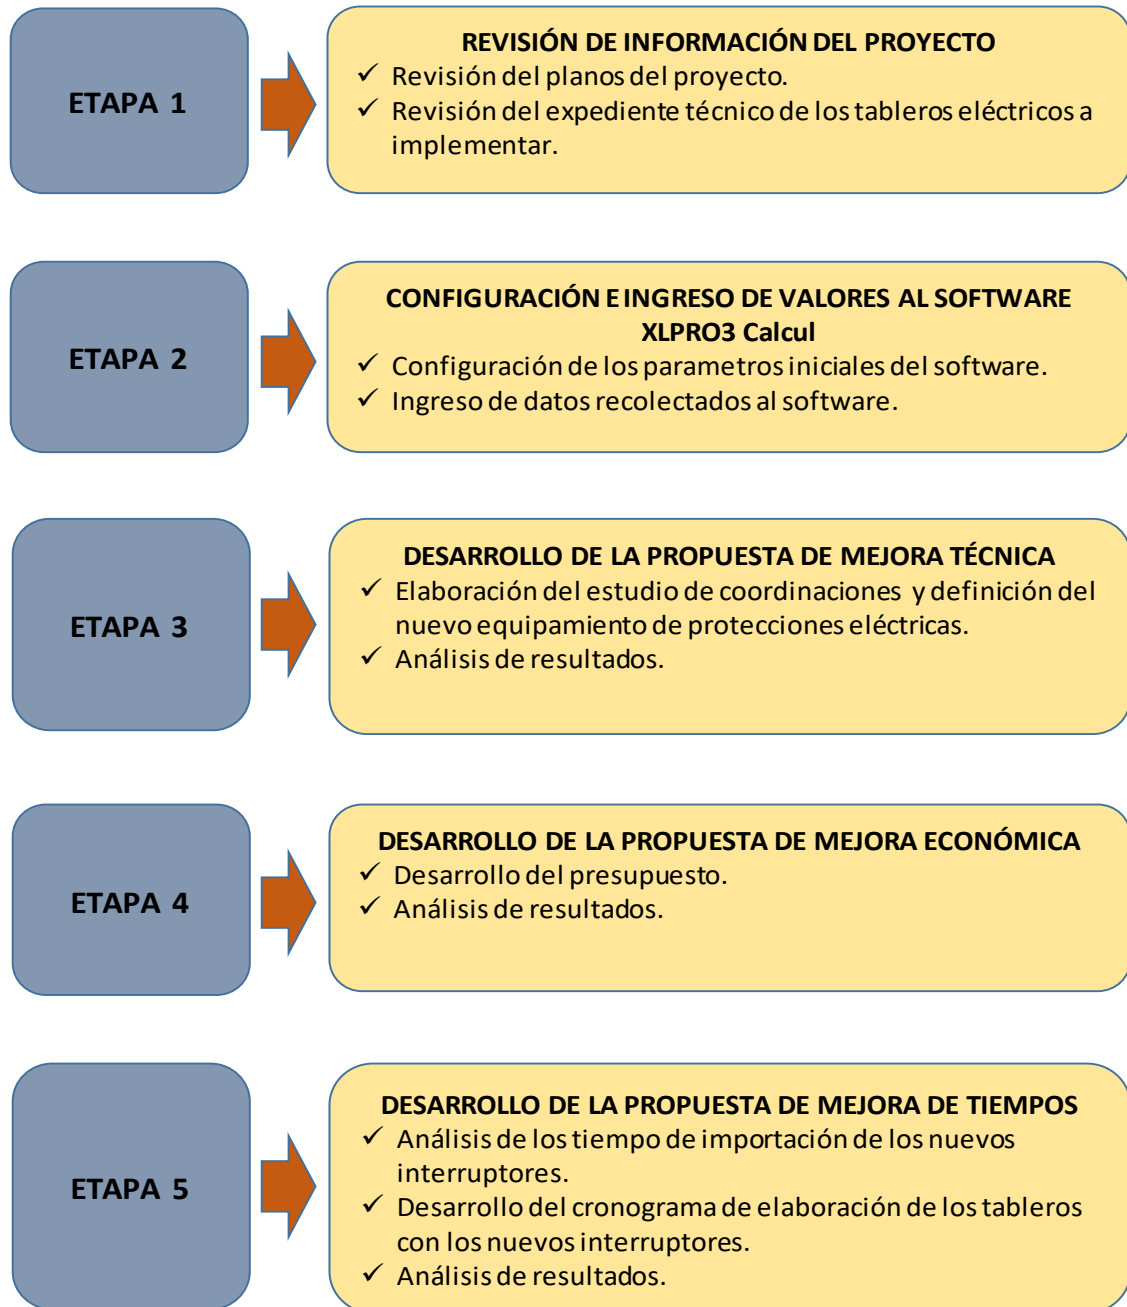 ETAPA 1
REVISIÓN DE INFORMACIÓN DEL PROYECTO
✓ Revisión del planos del proyecto.
✓ Revisión del expediente técnico de los tableros eléctricos a
implementar.
ETAPA 2
CONFIGURACIÓN E INGRESO DE VALORES AL SOFTWARE
XLPRO3 Calcul
✓ Configuración de los parametros iniciales del software.
✓ Ingreso de datos recolectados al software.
ETAPA 3
DESARROLLO DE LA PROPUESTA DE MEJORA TÉCNICA
✓ Elaboración del estudio de coordinaciones y definición del
nuevo equipamiento de protecciones eléctricas.
✓ Análisis de resultados.
ETAPA 4
DESARROLLO DE LA PROPUESTA DE MEJORA ECONÓMICA
✓ Desarrollo del presupuesto.
✓ Análisis de resultados.
ETAPA 5
DESARROLLO DE LA PROPUESTA DE MEJORA DE TIEMPOS
✓ Análisis de los tiempo de importación de los nuevos
interruptores.
✓ Desarrollo del cronograma de elaboración de los tableros
con los nuevos interruptores.
✓ Análisis de resultados.